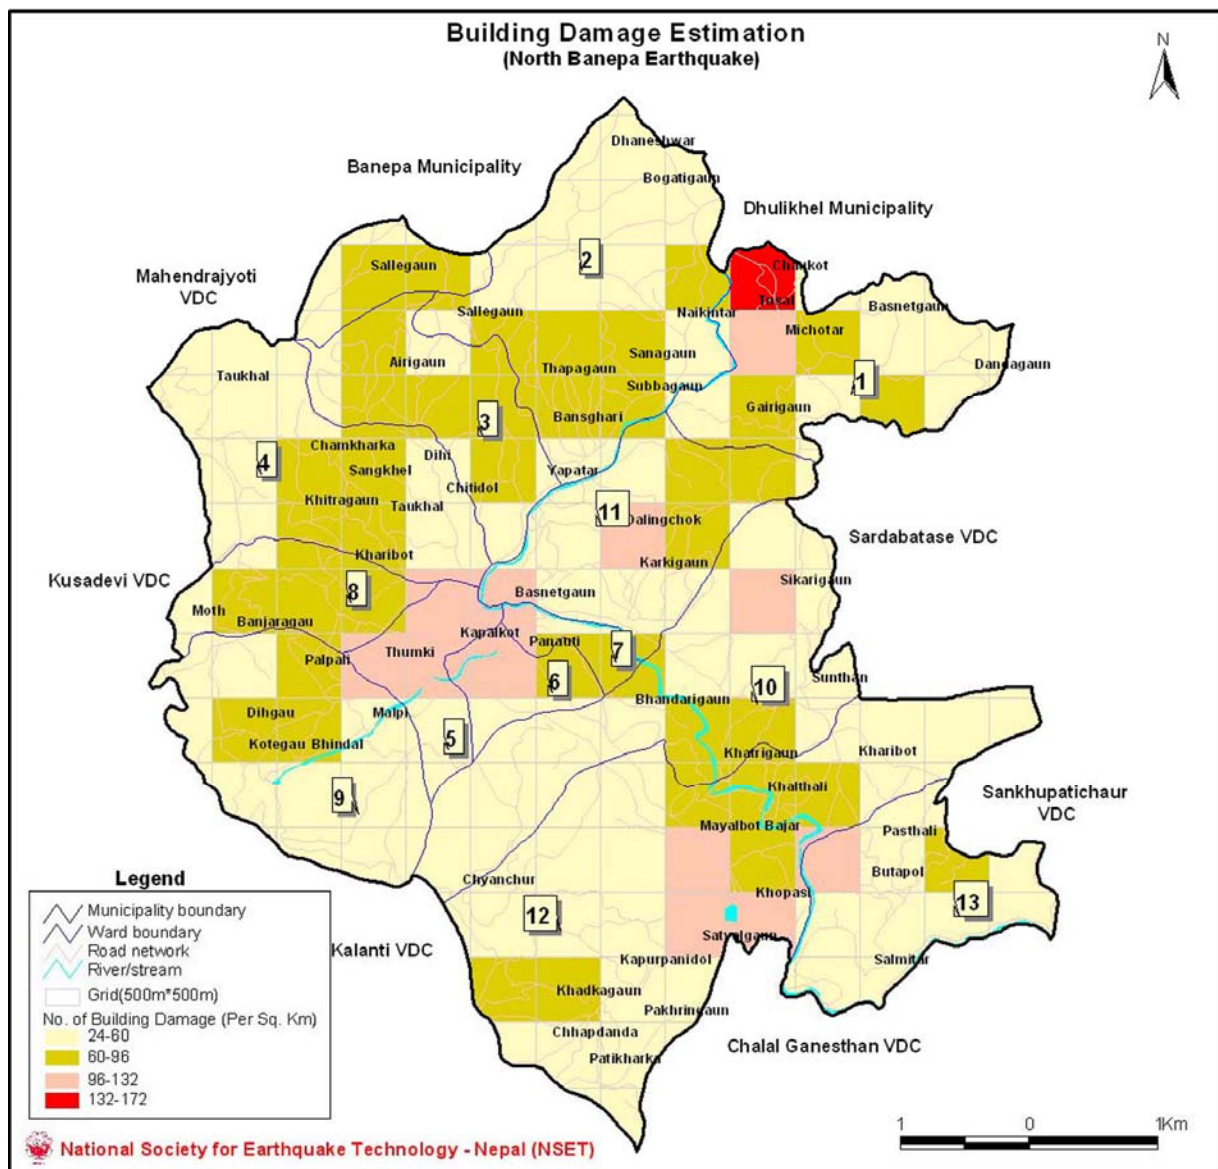 Building Damage Estimation
(North Banepa Earthquake)
N
Dhaneshwar
Banepa Municipality
Bogatigaun
Dhulikhel Municipality
2
Sallegaun
Chaukot
Mahendrajyoti
VDC
Tusal
Basnetgaun
Sallegaun
Naikintar
Michotar
Sanagaun
Airigaun
Thapagaun
Dandagaun
Taukhal
Subbagaun
1
Gairigaun
Bansghari
3
Chamkharka
Dihi
4
Sangkhel
Yapatar
Chitidol
Khitragaun
Taukhal
11
Dalingchok
Sardabatase VDC
Kharibot
Karkigaun
Kusadevi VDC
Sikarigaun
8
Basnetgaun
Moth
Banjaragau
Kapalkot
Panauti
7
Thumki
Palpali
6
10
Sunthan
Bhandarigaun
Dihgau
Malpi
5
Kotegau Bhindal
Khatrigaun
Kharibot
Khalthali
9
Sankhupatichaur
VDC
Mayalbot Bajar
Pasthali
Butapol
Chyanchur
Khopasi
13
12
Satyalgaun
Kalanti VDC
Kapurpanidol
Salmitar
Khadkagaun
Pakhringaun
Chhapdanda
Chalal Ganesthan VDC
Patikharka
Legend
Municipality boundary
Ward boundary
Road network
River/stream
Grid(500m*500m)
No. of Building Damage (Per Sq. Km)
24-60
60-96
96-132
132-172
1 0 1Km
National Society for Earthquake Technology - Nepal (NSET)